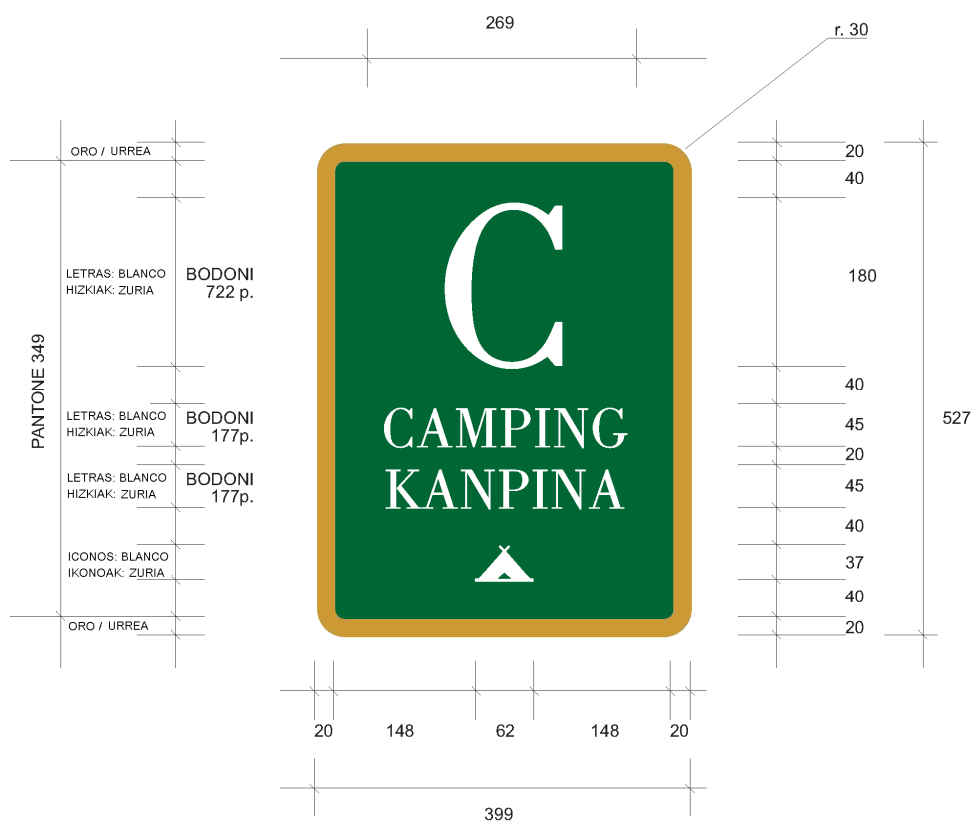 269
r. 30
ORO / URREA
20
40
C
LETRAS: BLANCO
HIZKIAK: ZURIA
BODONI
722 p.
180
PANTONE 349
40
LETRAS: BLANCO
HIZKIAK: ZURIA
BODONI
177p.
CAMPING
45
527
20
LETRAS: BLANCO
HIZKIAK: ZURIA
BODONI
177p.
KANPINA
45
40
ICONOS: BLANCO
IKONOAK: ZURIA
37
40
ORO / URREA
20
20
148
62
148
20
399